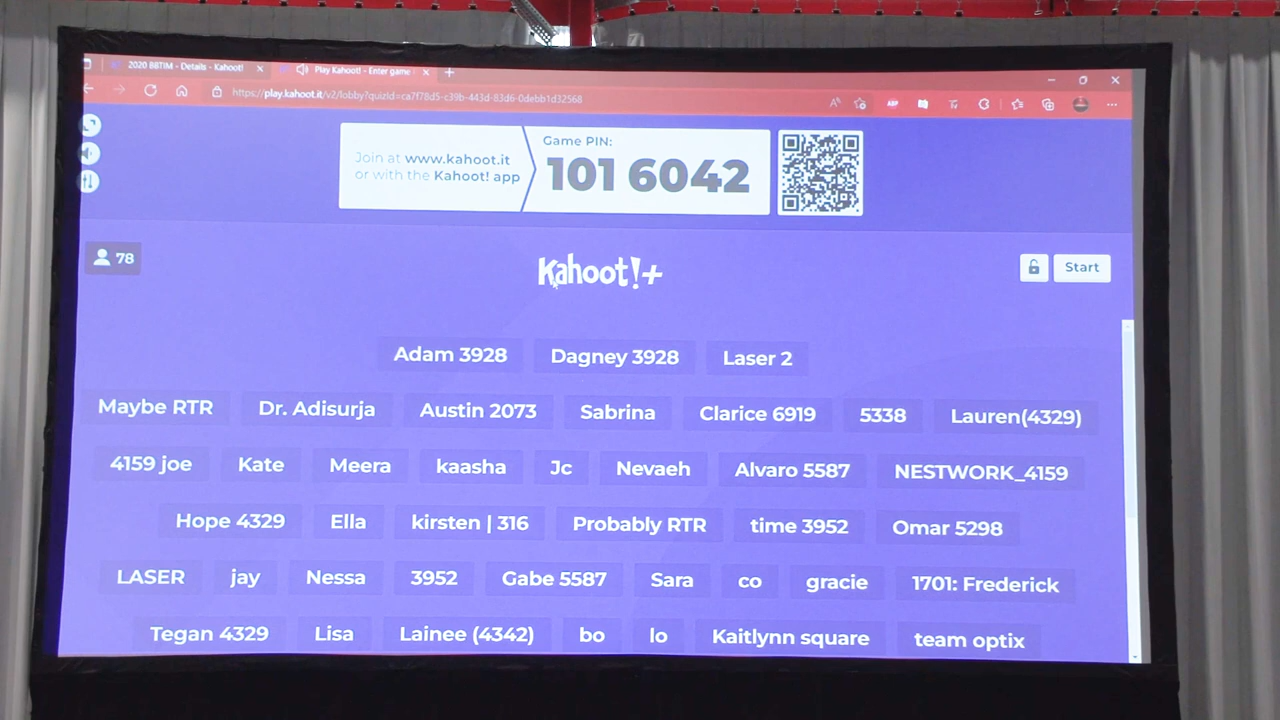 2020 BBTIM - Details - Kahoot!
Play Kahoot! - Enter game
https://play.kahoot.it/v2/lobby?quizId=ca7f78d5-c39b-443d-83d6-0debb1d32568
Join at www.kahoot.it
or with the Kahoot! app
Game PIN:
101 6042
78
Kahoot!+
Start
Adam 3928 Dagney 3928 Laser 2
Maybe RTR Dr. Adisurja Austin 2073 Sabrina Clarice 6919 5338 Lauren(4329)
4159 joe Kate Meera kaasha Jc Nevaeh Alvaro 5587 NESTWORK_4159
Hope 4329 Ella kirsten | 316 Probably RTR time 3952 Omar 5298
LASER jay Nessa 3952 Gabe 5587 Sara co gracie 1701: Frederick
Tegan 4329 Lisa Lainee (4342) bo lo Kaitlynn square team optix